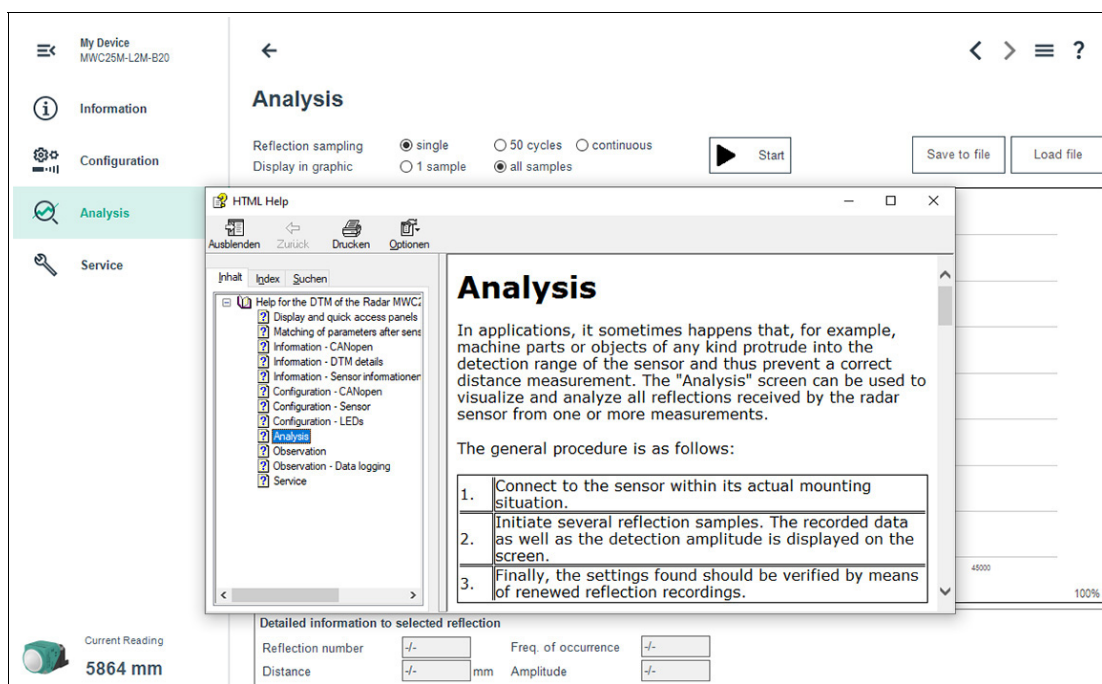 My Device
MWC25M-L2M-B20
Information
Configuration
Analysis
Service
Current Reading
5864 mm
?
Analysis
Reflection sampling
single
50 cycles
continuous
Display in graphic
1 sample
all samples
Start
Save to file
Load file
HTML Help
Ausblenden
Zurück
Drucken
Optionen
Inhalt
Index
Suchen
Help for the DTM of the Radar MWC2
Display and quick access panels
Matching of parameters after sens
Information - CANopen
Information - DTM details
Information - Sensor informationen
Configuration - CANopen
Configuration - Sensor
Configuration - LEDs
Analysis
Observation
Observation - Data logging
Service
Analysis
In applications, it sometimes happens that, for example,
machine parts or objects of any kind protrude into the
detection range of the sensor and thus prevent a correct
distance measurement. The "Analysis" screen can be used to
visualize and analyze all reflections received by the radar
sensor from one or more measurements.
The general procedure is as follows:
1. Connect to the sensor within its actual mounting
situation.
2. Initiate several reflection samples. The recorded data
as well as the detection amplitude is displayed on the
screen.
3. Finally, the settings found should be verified by means
of renewed reflection recordings.
100%
Detailed information to selected reflection
Reflection number -/-
Freq. of occurrence -/-
Distance -/- mm
Amplitude -/-